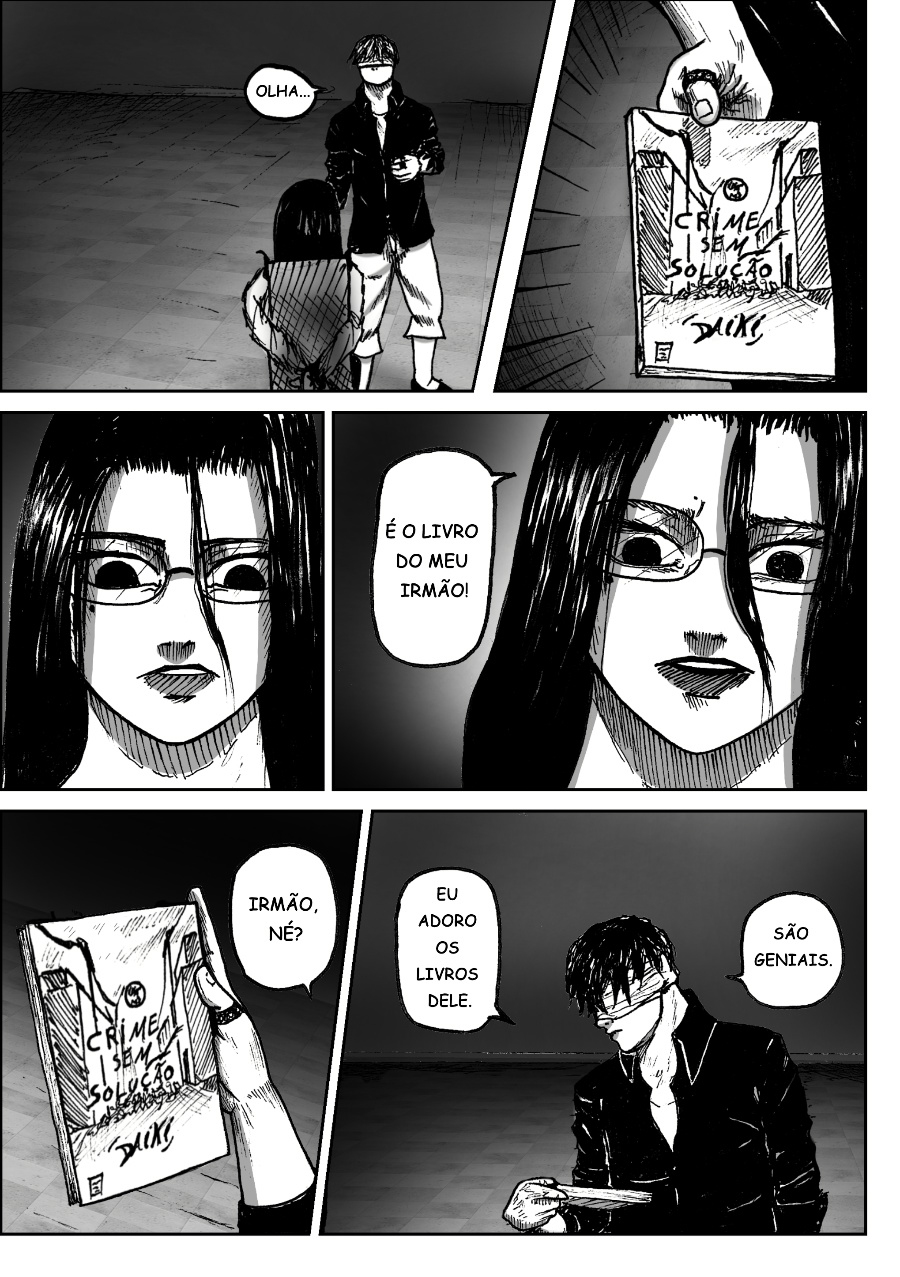 OLHA...
CRIME
SEM
SOLUÇÃO
DAIKI
É O LIVRO
DO MEU
IRMÃO!
IRMÃO,
NÉ?
CRIME
SEM
SOLUÇÃO
DAIKI
EU
ADORO
OS
LIVROS
DELE.
SÃO
GENIAIS.